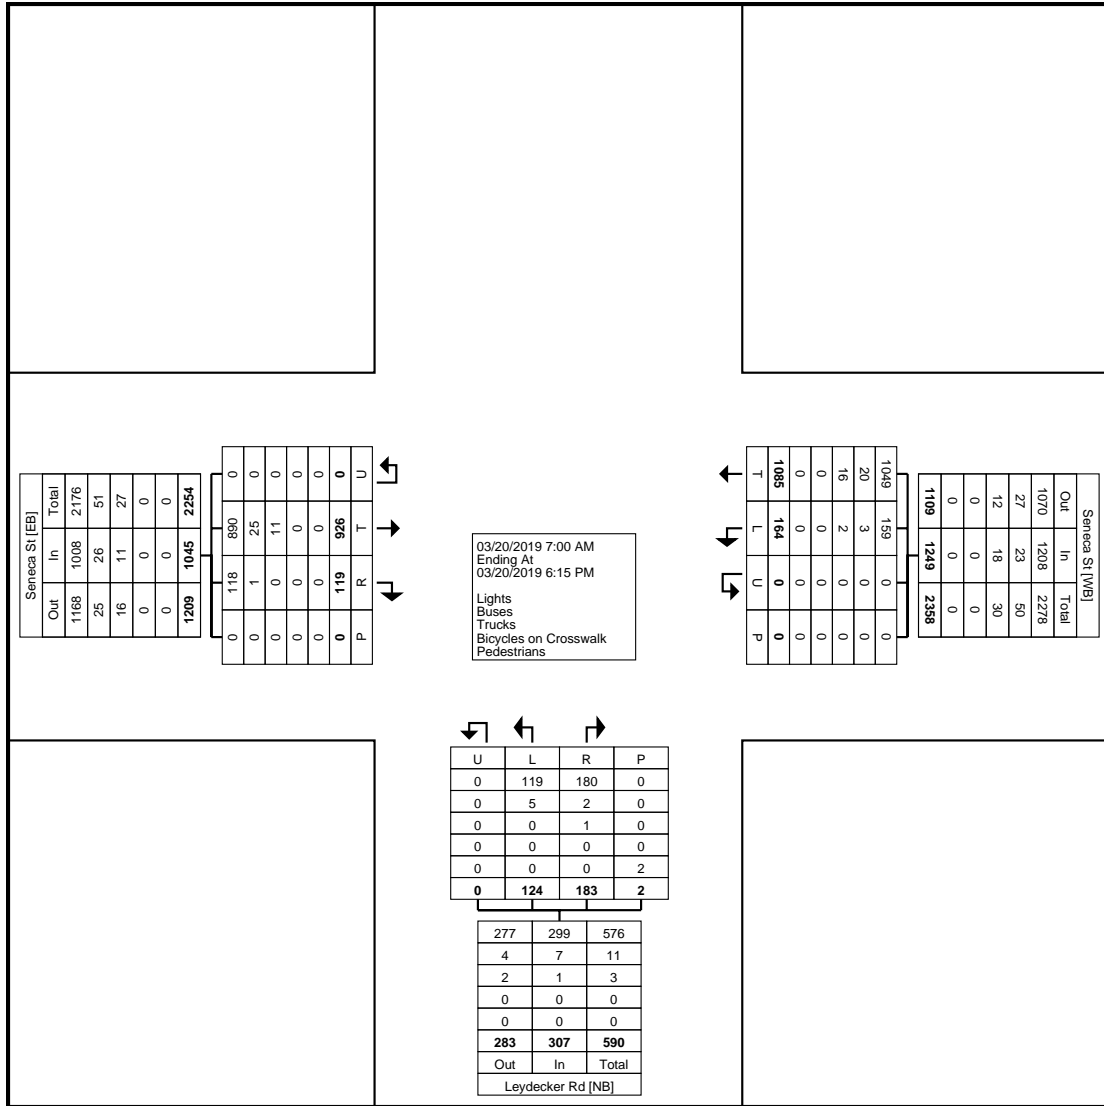 Seneca St [EB]
Out In Total
1168 1008 2176
25 26 51
16 11 27
0 0 0
0 0 0
1209 1045 2254
0 118 890 0
0 1 25 0
0 0 11 0
0 0 0 0
0 0 0 0
0 119 926 0
P R T U
03/20/2019 7:00 AM
Ending At
03/20/2019 6:15 PM
Lights
Buses
Trucks
Bicycles on Crosswalk
Pedestrians
Seneca St [WB]
Out In Total
1070 1208 2278
27 23 50
12 18 30
0 0 0
0 0 0
1109 1249 2358
1049 159 0 0
20 3 0 0
16 2 0 0
0 0 0 0
0 0 0 0
1085 164 0 0
T L U P
U L R P
0 119 180 0
0 5 2 0
0 0 1 0
0 0 0 0
0 0 0 2
0 124 183 2
277 299 576
4 7 11
2 1 3
0 0 0
0 0 0
283 307 590
Out In Total
Leydecker Rd [NB]